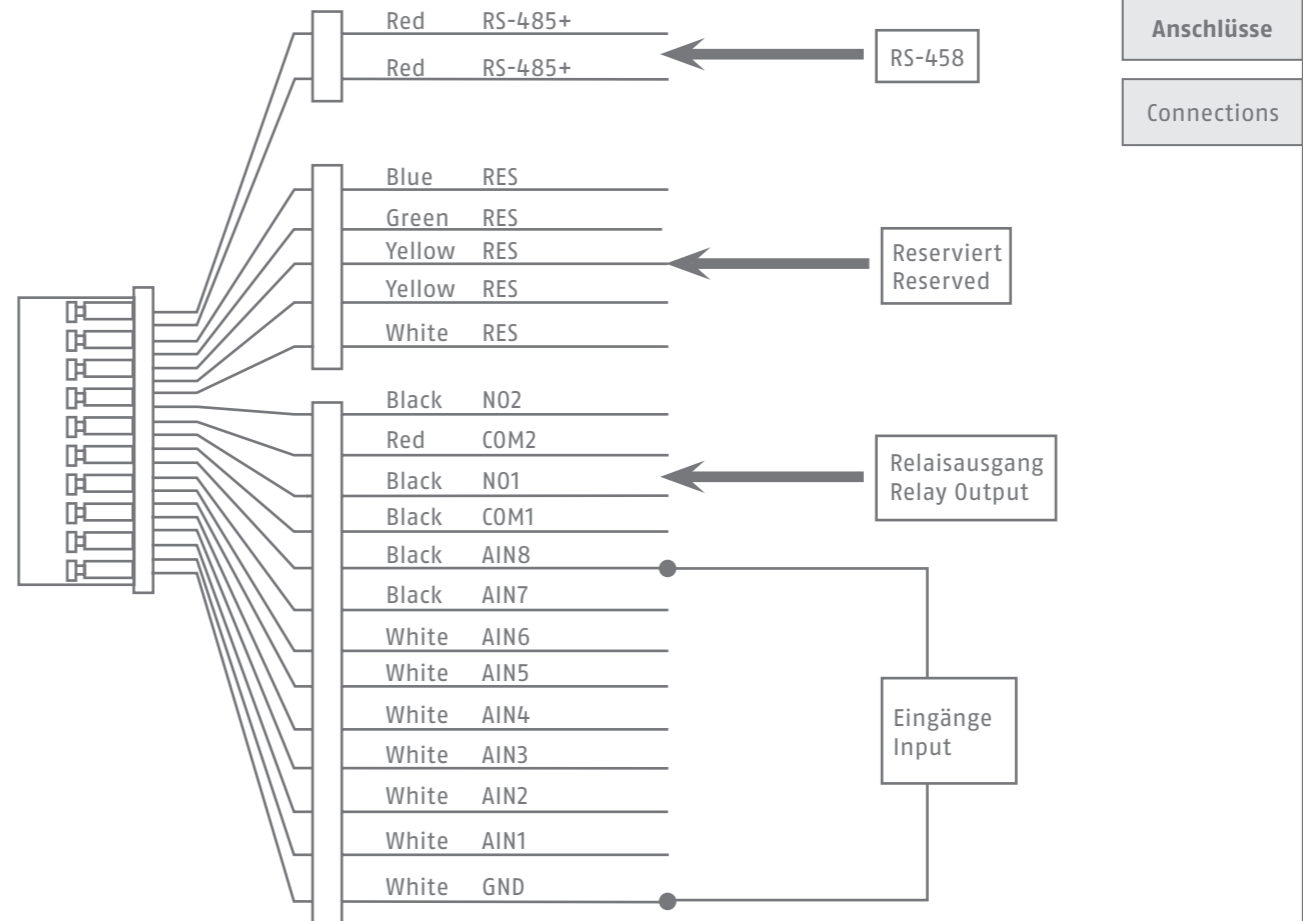 Red RS-485+
Red RS-485+
RS-458
Anschlüsse
Connections
Blue RES
Green RES
Yellow RES
Yellow RES
White RES
Reserviert
Reserved
Black NO2
Red COM2
Black NO1
Black COM1
Relaisausgang
Relay Output
Black AIN8
Black AIN7
White AIN6
White AIN5
White AIN4
White AIN3
White AIN2
White AIN1
White GND
Eingänge
Input